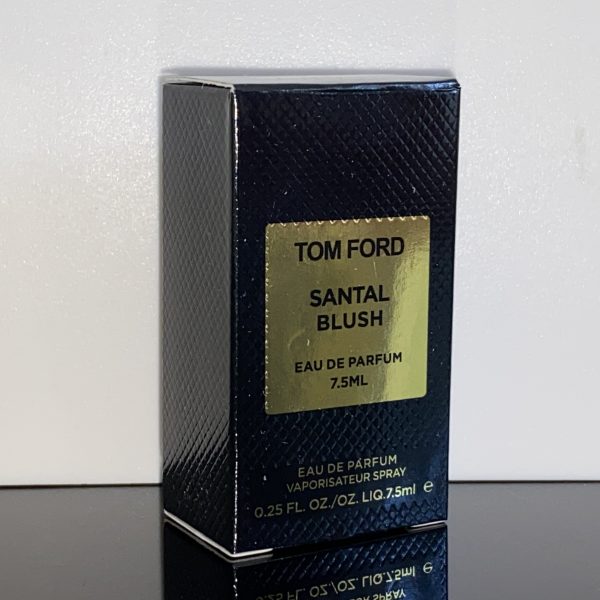 TOM FORD
SANTAL
BLUSH
EAU DE PARFUM
7.5ML
EAU DE PARFUM
VAPORISATEUR SPRAY
0.25 FL. OZ./OZ. LIQ.7.5ml ℮